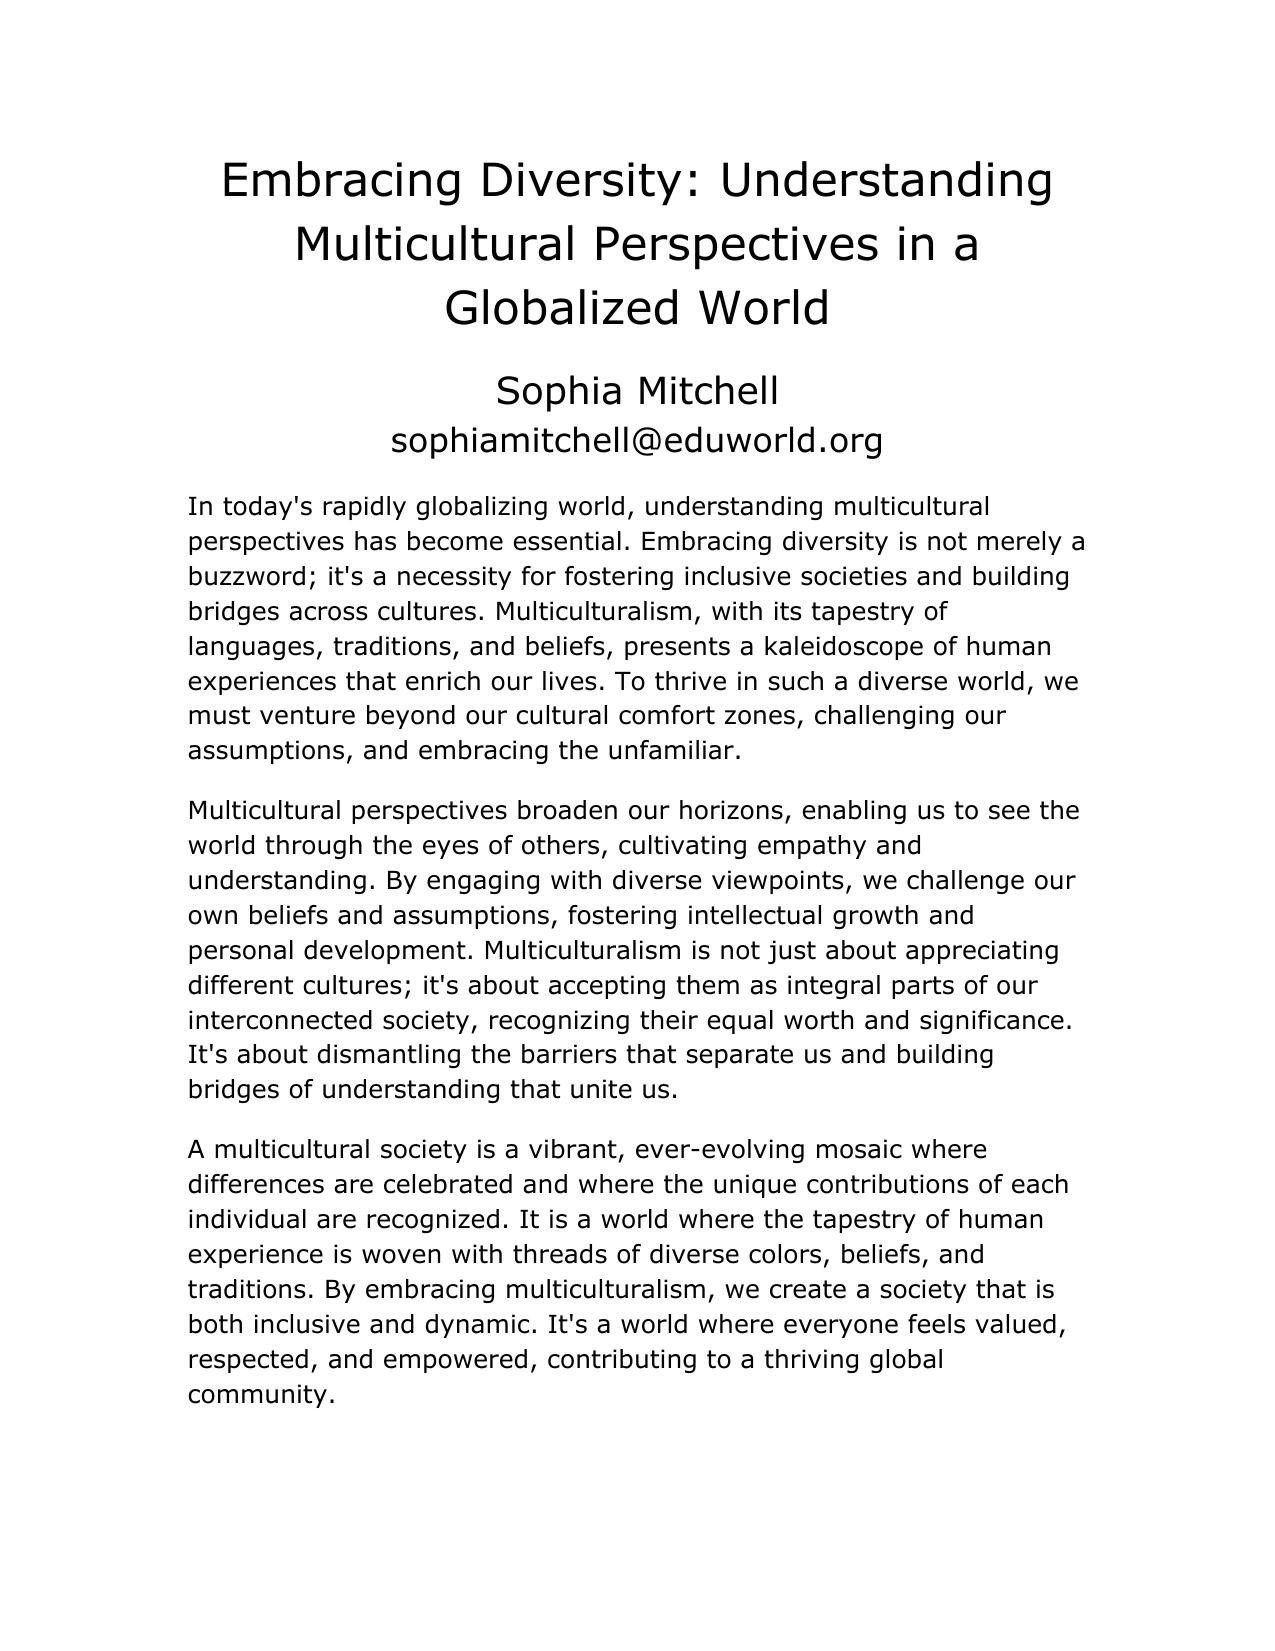 Embracing Diversity: Understanding
Multicultural Perspectives in a
Globalized World
Sophia Mitchell
sophiamitchell@eduworld.org
In today's rapidly globalizing world, understanding multicultural
perspectives has become essential. Embracing diversity is not merely a
buzzword; it's a necessity for fostering inclusive societies and building
bridges across cultures. Multiculturalism, with its tapestry of
languages, traditions, and beliefs, presents a kaleidoscope of human
experiences that enrich our lives. To thrive in such a diverse world, we
must venture beyond our cultural comfort zones, challenging our
assumptions, and embracing the unfamiliar.
Multicultural perspectives broaden our horizons, enabling us to see the
world through the eyes of others, cultivating empathy and
understanding. By engaging with diverse viewpoints, we challenge our
own beliefs and assumptions, fostering intellectual growth and
personal development. Multiculturalism is not just about appreciating
different cultures; it's about accepting them as integral parts of our
interconnected society, recognizing their equal worth and significance.
It's about dismantling the barriers that separate us and building
bridges of understanding that unite us.
A multicultural society is a vibrant, ever-evolving mosaic where
differences are celebrated and where the unique contributions of each
individual are recognized. It is a world where the tapestry of human
experience is woven with threads of diverse colors, beliefs, and
traditions. By embracing multiculturalism, we create a society that is
both inclusive and dynamic. It's a world where everyone feels valued,
respected, and empowered, contributing to a thriving global
community.